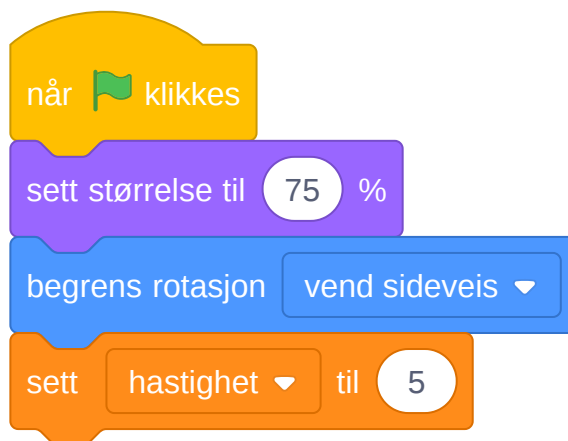 når klikkes
sett størrelse til 75 %
begrens rotasjon vend sideveis
sett hastighet til 5